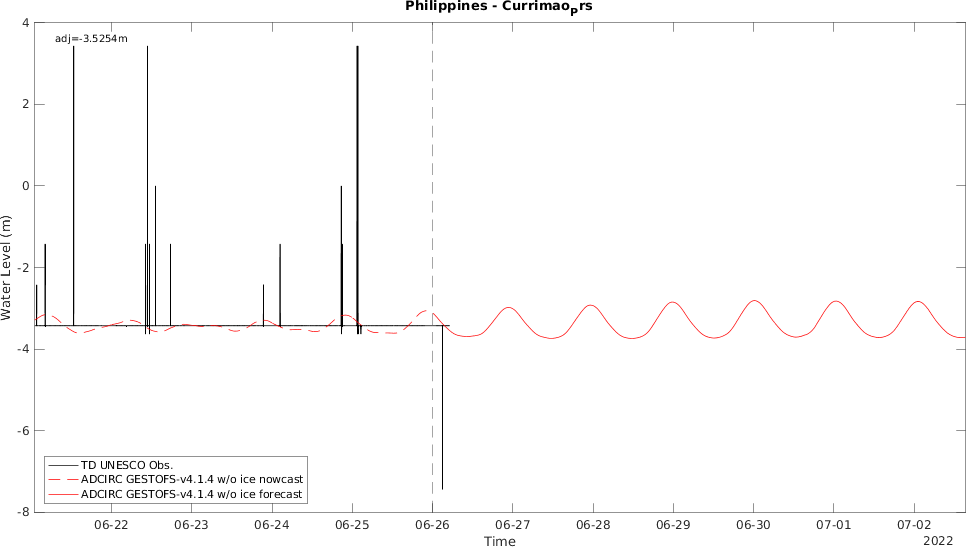 Philippines - Currimao_prs
adj=-3.5254m
4
2
0
-2
-4
-6
-8
Water Level (m)
TD UNESCO Obs.
ADCIRC GESTOFS-v4.1.4 w/o ice nowcast
ADCIRC GESTOFS-v4.1.4 w/o ice forecast
06-22 06-23 06-24 06-25 06-26 06-27 06-28 06-29 06-30 07-01 07-02
Time
2022